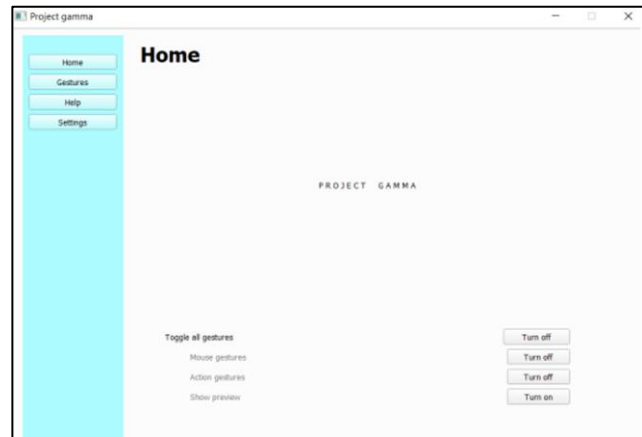 Project gamma
Home
Home
Gestures
Help
Settings
PROJECT GAMMA
Toggle all gestures Turn off
Mouse gestures Turn off
Action gestures Turn off
Show preview Turn on